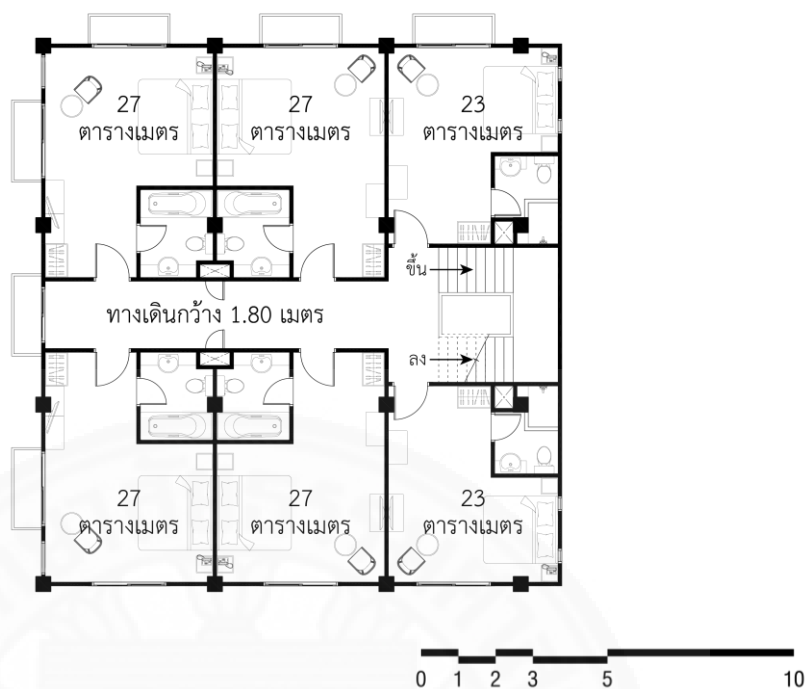 27
ตารางเมตร
27
ตารางเมตร
23
ตารางเมตร
ขึ้น
ทางเดินกว้าง 1.80 เมตร
ลง
27
ตารางเมตร
27
ตารางเมตร
23
ตารางเมตร
0 1 2 3 5 10